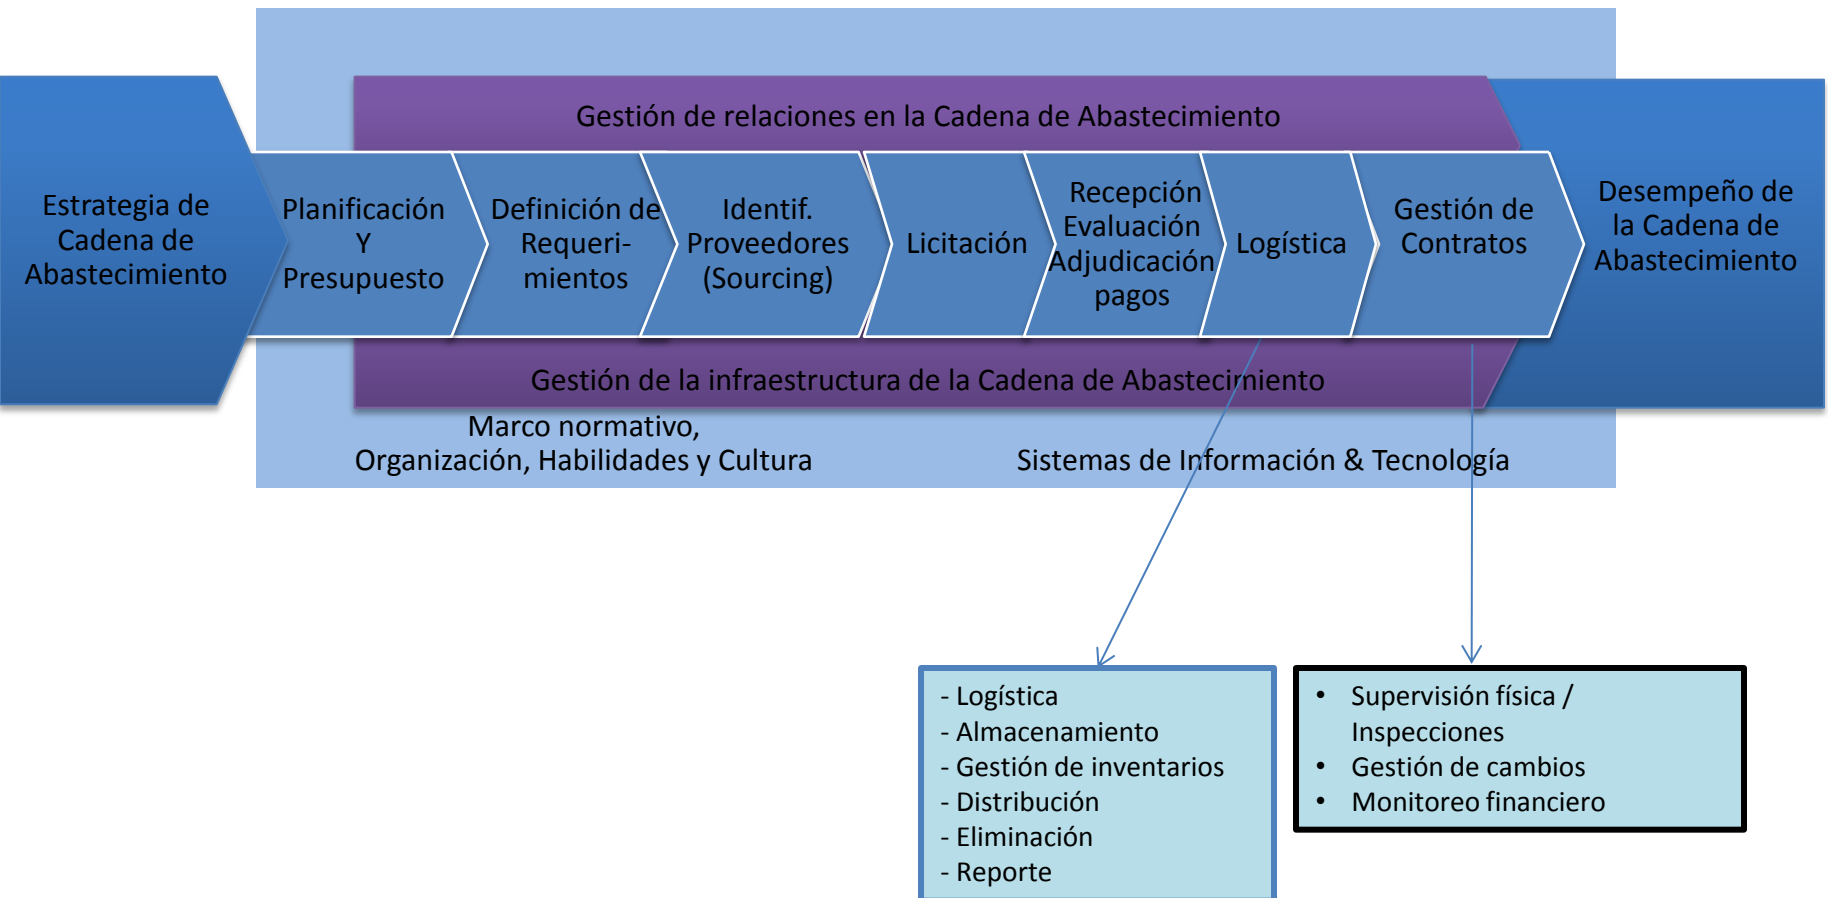 Gestión de relaciones en la Cadena de Abastecimiento
Estrategia de
Cadena de
Abastecimiento
Planificación
Y
Presupuesto
Definición de
Requeri-
mientos
Identif.
Proveedores
(Sourcing)
Licitación
Recepción
Evaluación
Adjudicación
pagos
Logística
Gestión de
Contratos
Desempeño de
la Cadena de
Abastecimiento
Gestión de la infraestructura de la Cadena de Abastecimiento
Marco normativo,
Organización, Habilidades y Cultura
Sistemas de Información & Tecnología
- Logística
- Almacenamiento
- Gestión de inventarios
- Distribución
- Eliminación
- Reporte
• Supervisión física /
Inspecciones
• Gestión de cambios
• Monitoreo financiero